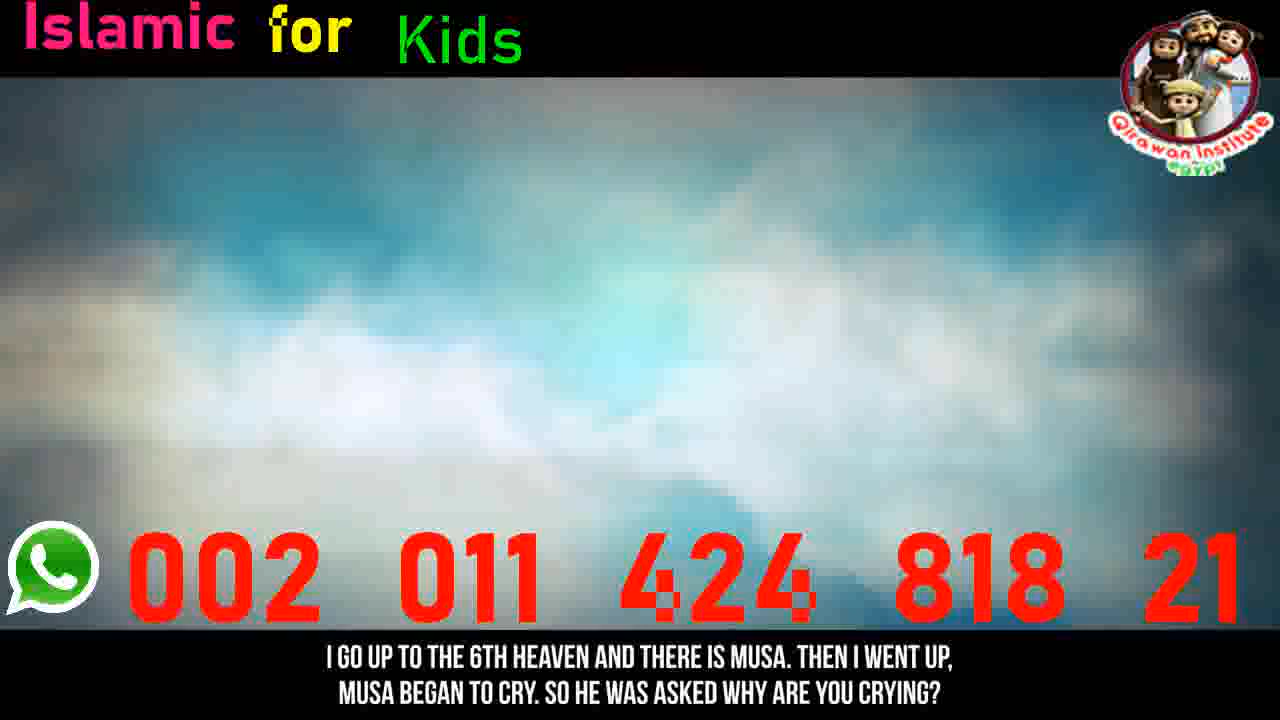 Islamic for Kids
Qirawan Institute
egypt
002 011 424 818 21
I GO UP TO THE 6TH HEAVEN AND THERE IS MUSA. THEN I WENT UP,
MUSA BEGAN TO CRY. SO HE WAS ASKED WHY ARE YOU CRYING?